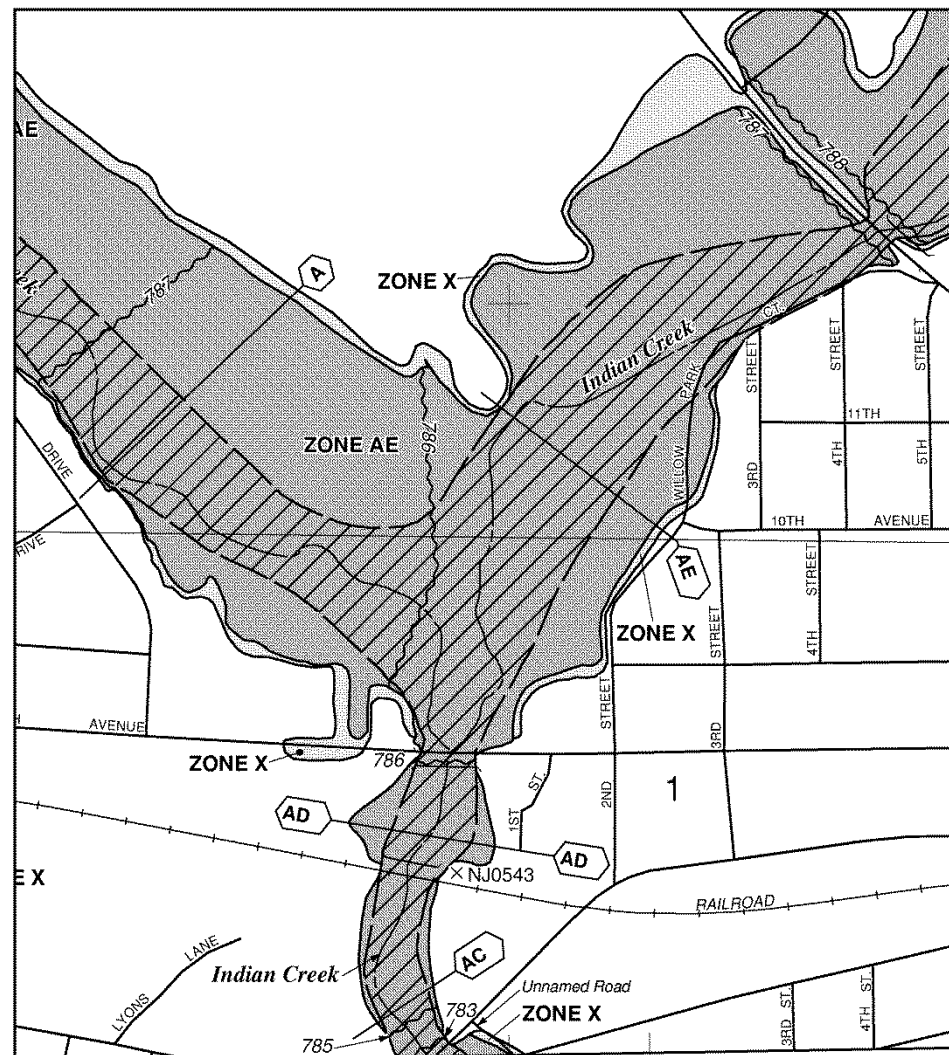 787
788
AE
ZONE X
A
787
Indian Creek
CT.
PARK
WILLOW
STREET
3RD
STREET
4TH
STREET
5TH
11TH
ZONE AE
786
DRIVE
10TH AVENUE
RIVE
AE
ZONE X
STREET
3RD
STREET
4TH
STREET
2ND
AVENUE
ZONE X
786
1ST ST.
1
AD
AD
NJ0543
E X
RAILROAD
LYONS LANE
Indian Creek
AC
Unnamed Road
ZONE X
783
785
3RD ST.
4TH ST.